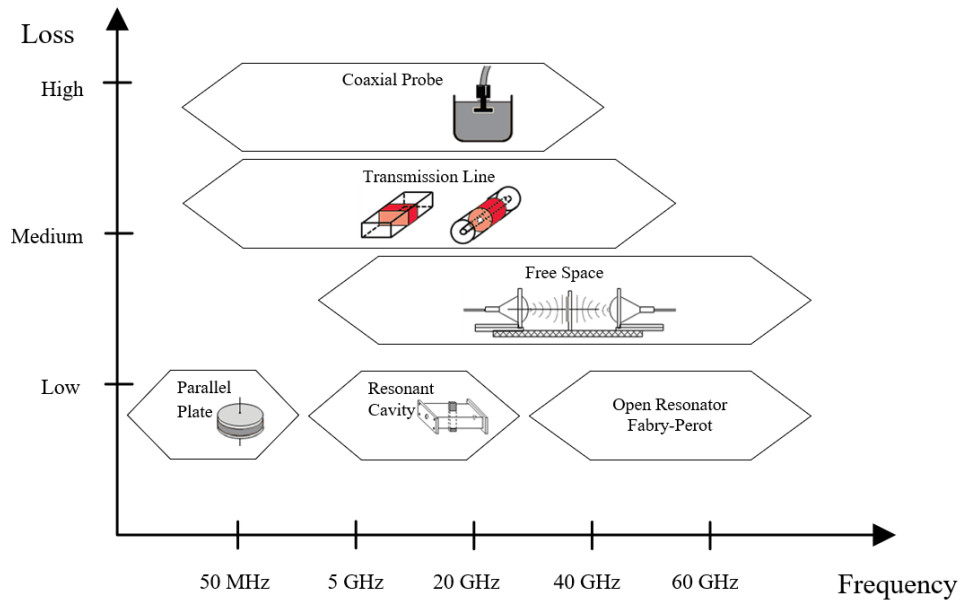 Loss
High
Coaxial Probe
Transmission Line
Medium
Free Space
Low
Parallel
Plate
Resonant
Cavity
Open Resonator
Fabry-Perot
50 MHz
5 GHz
20 GHz
40 GHz
60 GHz
Frequency